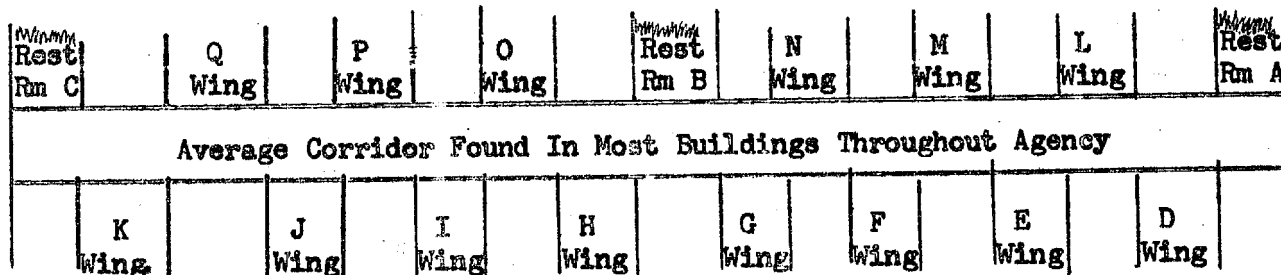 Rest Q P O Rest N M L Rest
Rm C Wing Wing Wing Rm B Wing Wing Wing Rm A
Average Corridor Found In Most Buildings Throughout Agency
K J I H G F E D
Wing. Wing Wing Wing Wing Wing Wing Wing